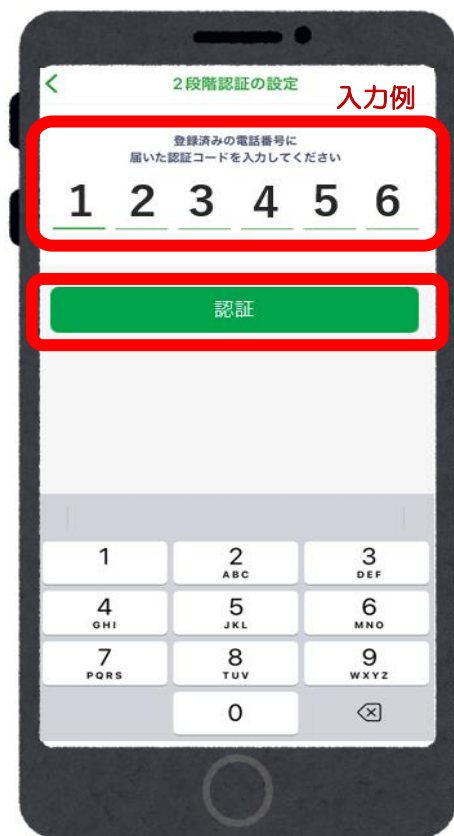 2段階認証の設定
入力例
登録済みの電話番号に
届いた認証コードを入力してください
1 2 3 4 5 6
認証
1 2 3
ABC DEF
4 5 6
GHI JKL MNO
7 8 9
PQRS TUV WXYZ
0